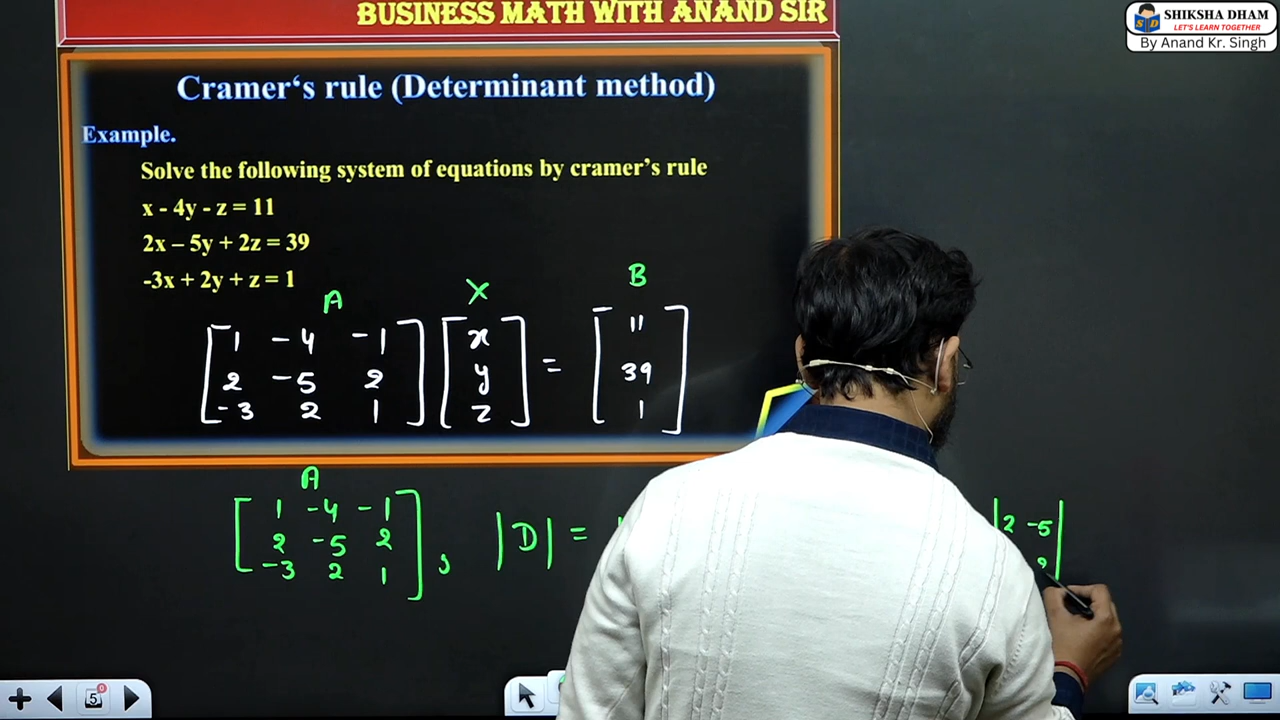 BUSINESS MATH WITH ANAND SIR
SHIKSHA DHAM
LET'S LEARN TOGETHER
By Anand Kr. Singh
Cramer‘s rule (Determinant method)
Example.
Solve the following system of equations by cramer’s rule
x - 4y - z = 11
2x – 5y + 2z = 39
-3x + 2y + z = 1
A X B
1 -4 -1 x 11
2 -5 2 y = 39
-3 2 1 z 1
A
1 -4 -1
2 -5 2 , |D| =
-3 2 1
2 -5
5